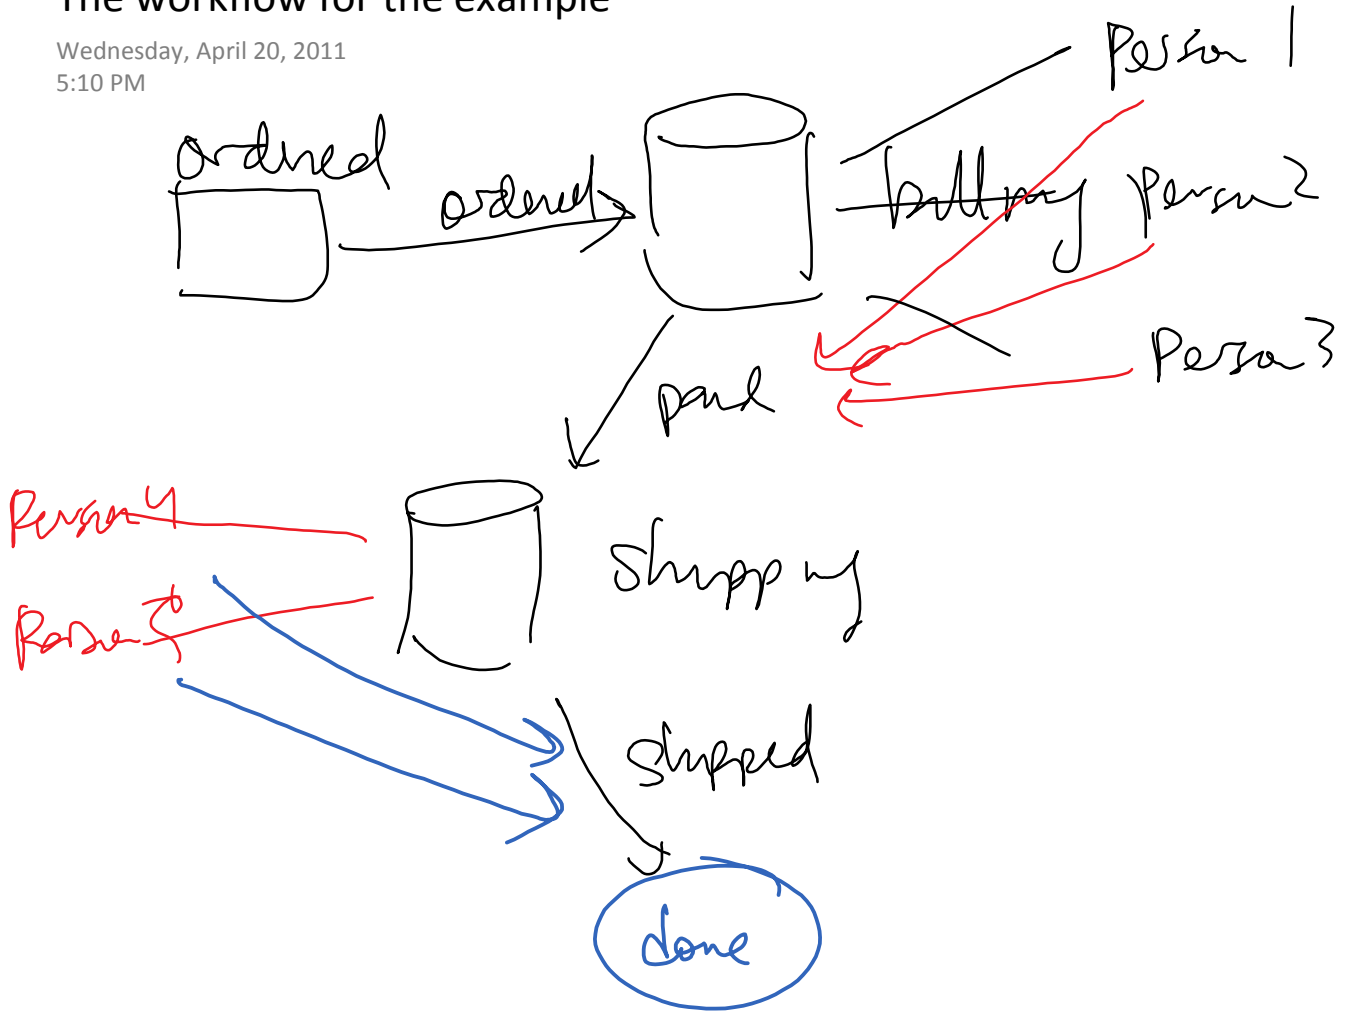 The workflow for the example
Wednesday, April 20, 2011
5:10 PM
Person 1
ordered
ordered
billing
Person 2
Person 3
paid
Person 4
shipping
Person 5
shipped
done